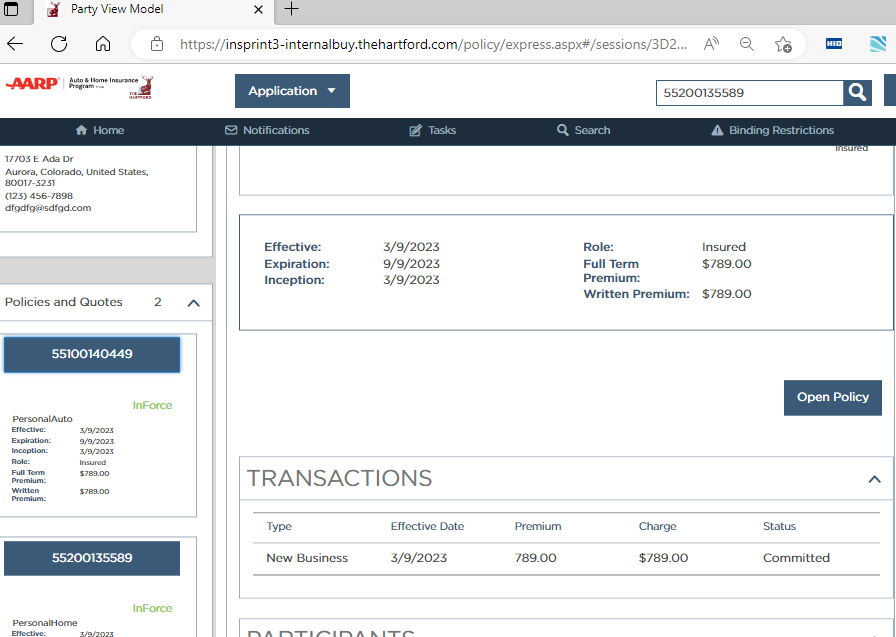 Party View Model
https://insprint3-internalbuy.thehartford.com/policy/express.aspx#/sessions/3D2...
HID
AARP
Auto & Home Insurance
Program
THE
HARTFORD
Application
55200135589
Home
Notifications
Tasks
Search
Binding Restrictions
17703 E Ada Dr
Aurora, Colorado, United States,
80017-3231
(123) 456-7898
dfgdfg@sdfgd.com
Policies and Quotes 2
55100140449
InForce
PersonalAuto
Effective: 3/9/2023
Expiration: 9/9/2023
Inception: 3/9/2023
Role: Insured
Full Term
Premium: $789.00
Written
Premium: $789.00
55200135589
InForce
PersonalHome
Effective: 3/9/2023
Insured
Effective: 3/9/2023
Expiration: 9/9/2023
Inception: 3/9/2023
Role: Insured
Full Term
Premium: $789.00
Written Premium: $789.00
Open Policy
TRANSACTIONS
Type Effective Date Premium Charge Status
New Business 3/9/2023 789.00 $789.00 Committed
PARTICIPANTS